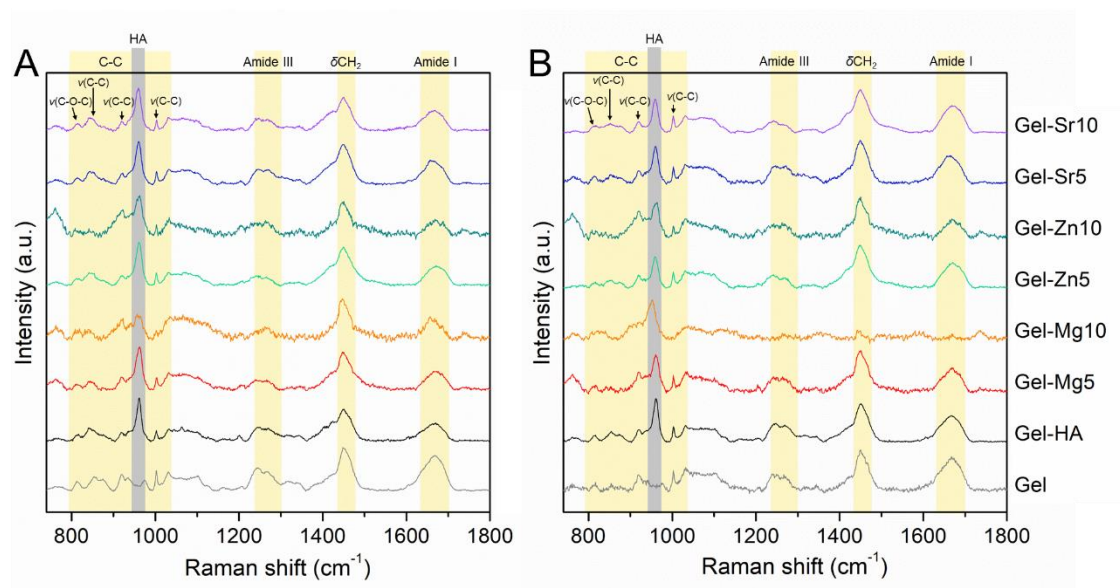 A
HA
C-C
Amide III
δCH₂
Amide I
ν(C-C)
ν(C-O-C)
ν(C-C)
ν(C-C)
Intensity (a.u.)
800 1000 1200 1400 1600 1800
Raman shift (cm⁻¹)
B
HA
C-C
Amide III
δCH₂
Amide I
ν(C-C)
ν(C-O-C)
ν(C-C)
ν(C-C)
Intensity (a.u.)
800 1000 1200 1400 1600 1800
Raman shift (cm⁻¹)
Gel-Sr10
Gel-Sr5
Gel-Zn10
Gel-Zn5
Gel-Mg10
Gel-Mg5
Gel-HA
Gel